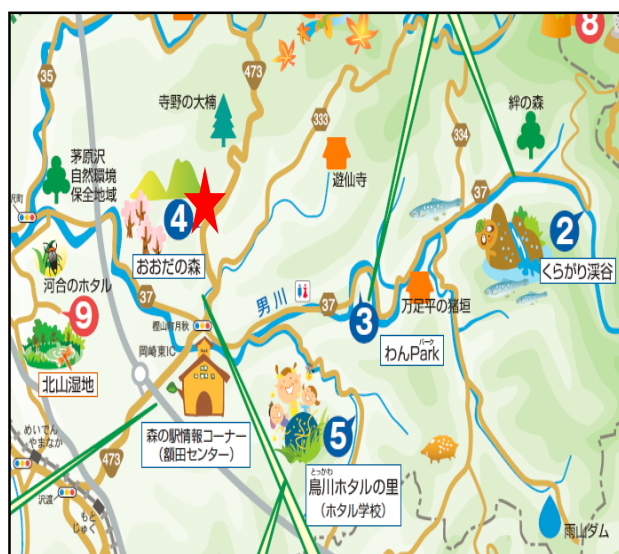 8
35
473
寺野の大楠
333
絆の森
334
茅原沢
自然環境
保全地域
遊仙寺
37
4
2
おおだの森
くらがり渓谷
河合のホタル
男川
37
37
万足平の猪垣
9
3
樫山町月秋
パーク
わんPark
岡崎東IC
北山湿地
Park
5
森の駅情報コーナー
(額田センター)
とっかわ
鳥川ホタルの里
(ホタル学校)
めいでん
やまなか
473
沢渡
もと
じゅく
雨山ダム